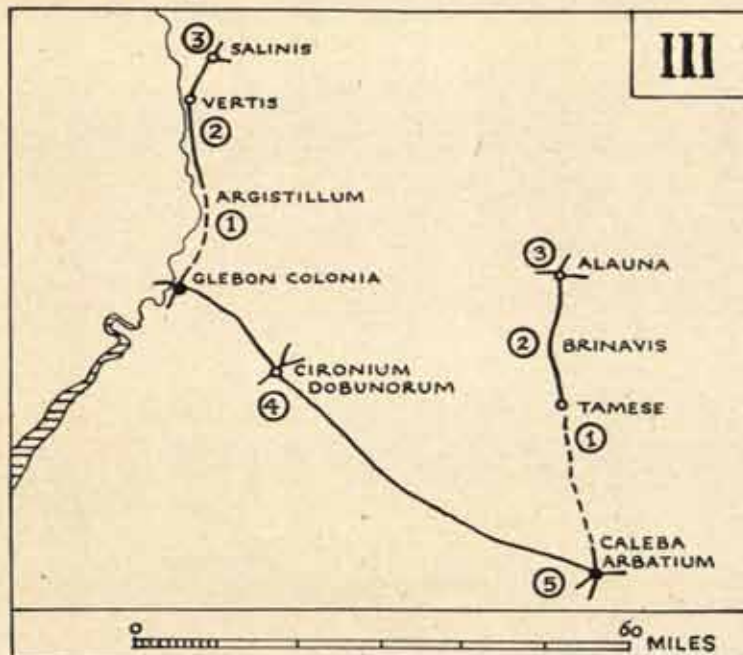 III
③ SALINIS
VERTIS
②
ARGISTILLUM
①
GLEBON COLONIA
③ ALAUNA
② BRINAVIS
TAMESE
①
CIRONIUM
DOBUNORUM
④
CALEBA
ARBATIUM
⑤
0 60 MILES